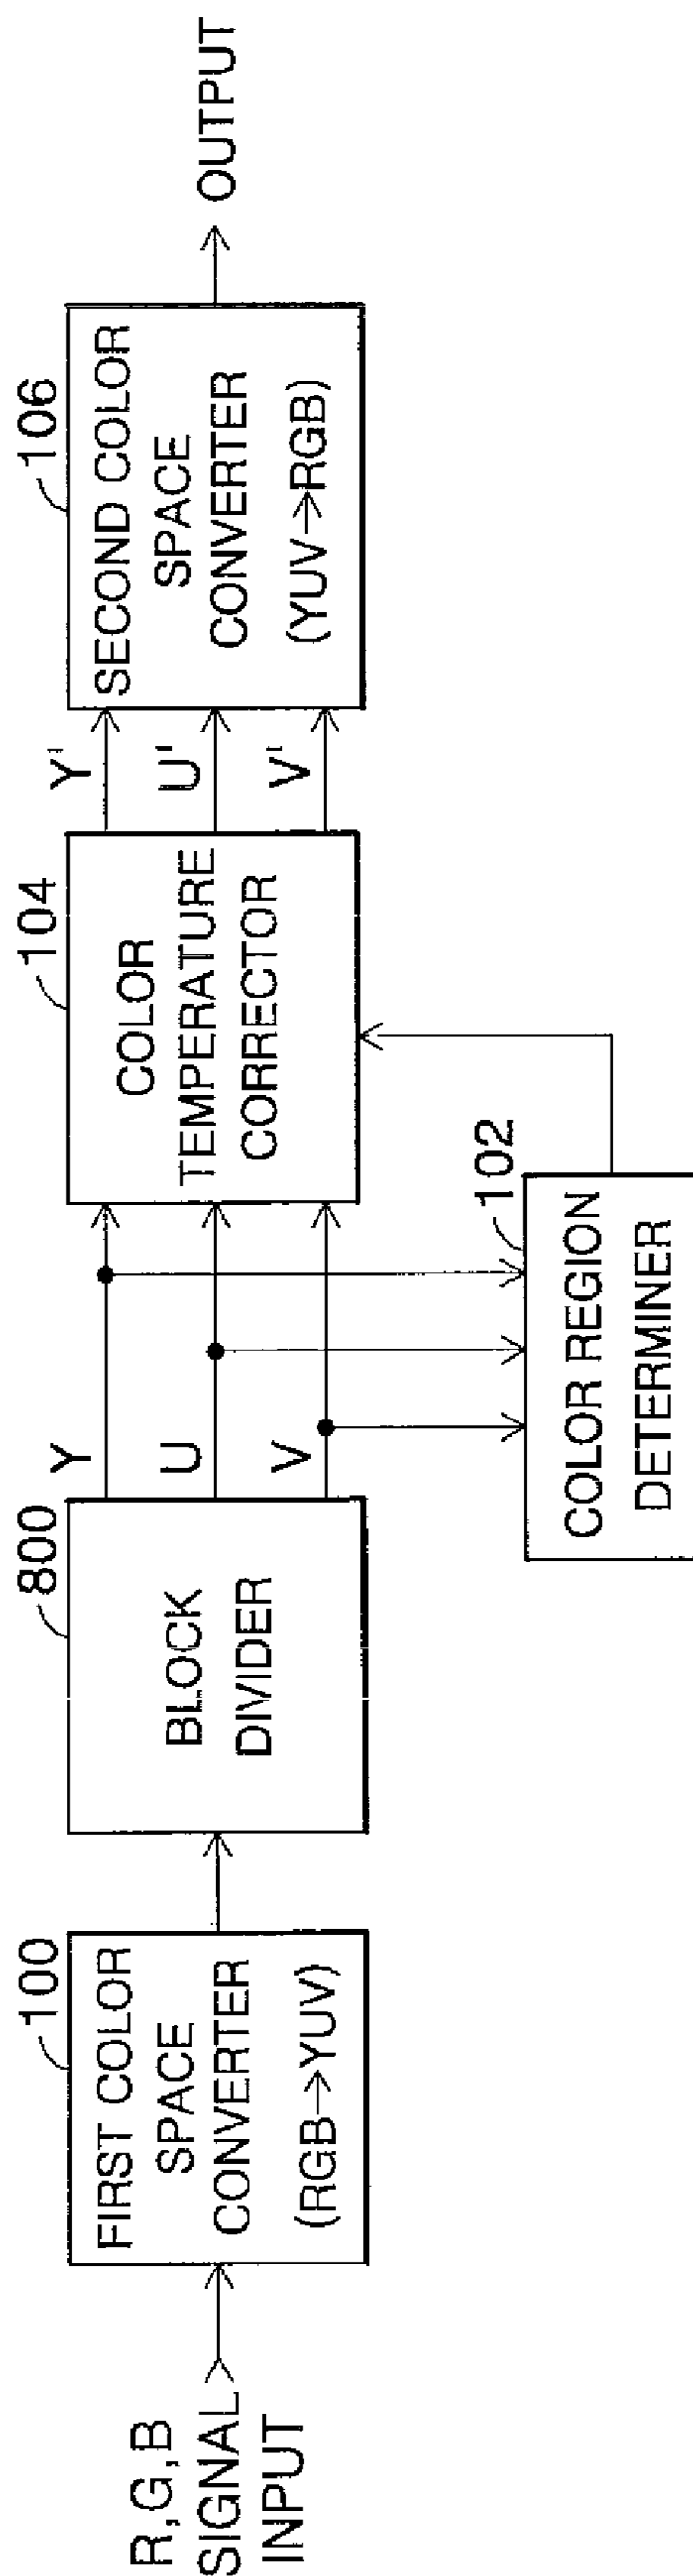 R,G,B
SIGNAL
INPUT
100
FIRST COLOR
SPACE
CONVERTER
(RGB→YUV)
800
BLOCK
DIVIDER
Y
U
V
104
COLOR
TEMPERATURE
CORRECTOR
102
COLOR REGION
DETERMINER
Y'
U'
V'
106
SECOND COLOR
SPACE
CONVERTER
(YUV→RGB)
OUTPUT